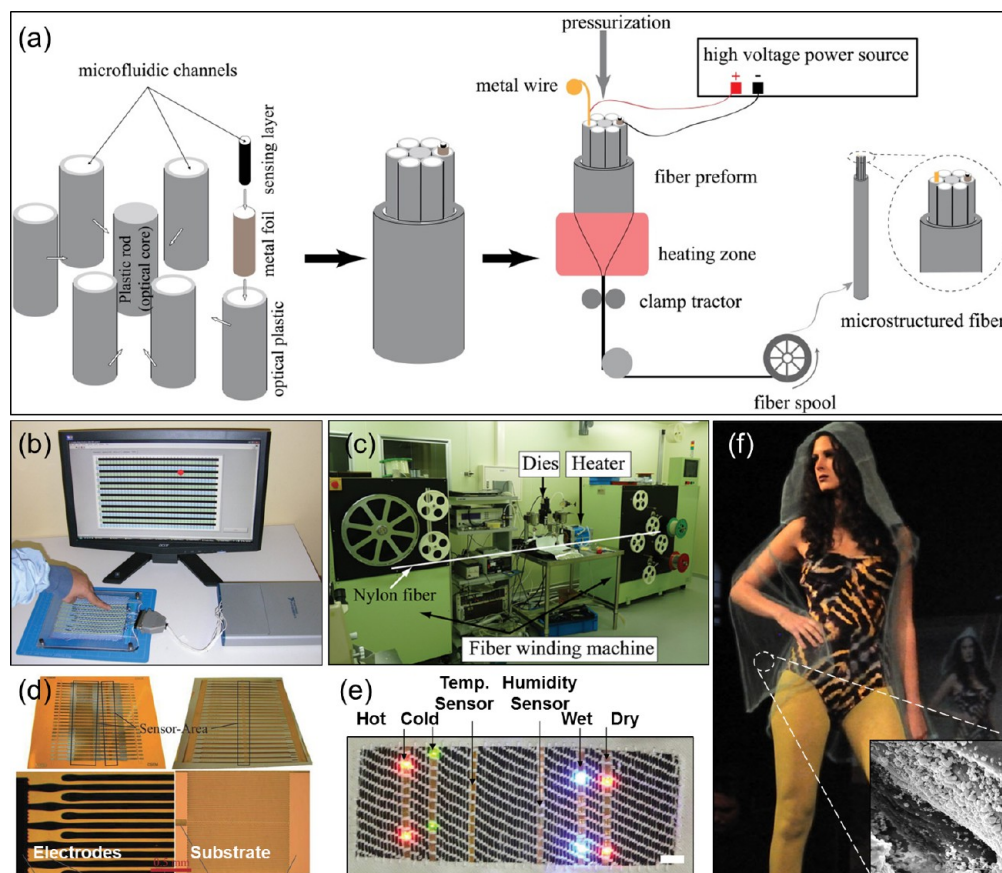 (a)
microfluidic channels
sensing layer
metal foil
Plastic rod
(optical core)
optical plastic
pressurization
metal wire
high voltage power source
+ -
fiber preform
heating zone
clamp tractor
fiber spool
microstructured fiber
(b)
(c)
Dies Heater
Nylon fiber
Fiber winding machine
(d)
Sensor-Area
Electrodes
Substrate
(e)
Temp. Humidity
Hot Cold Sensor Sensor Wet Dry
(f)